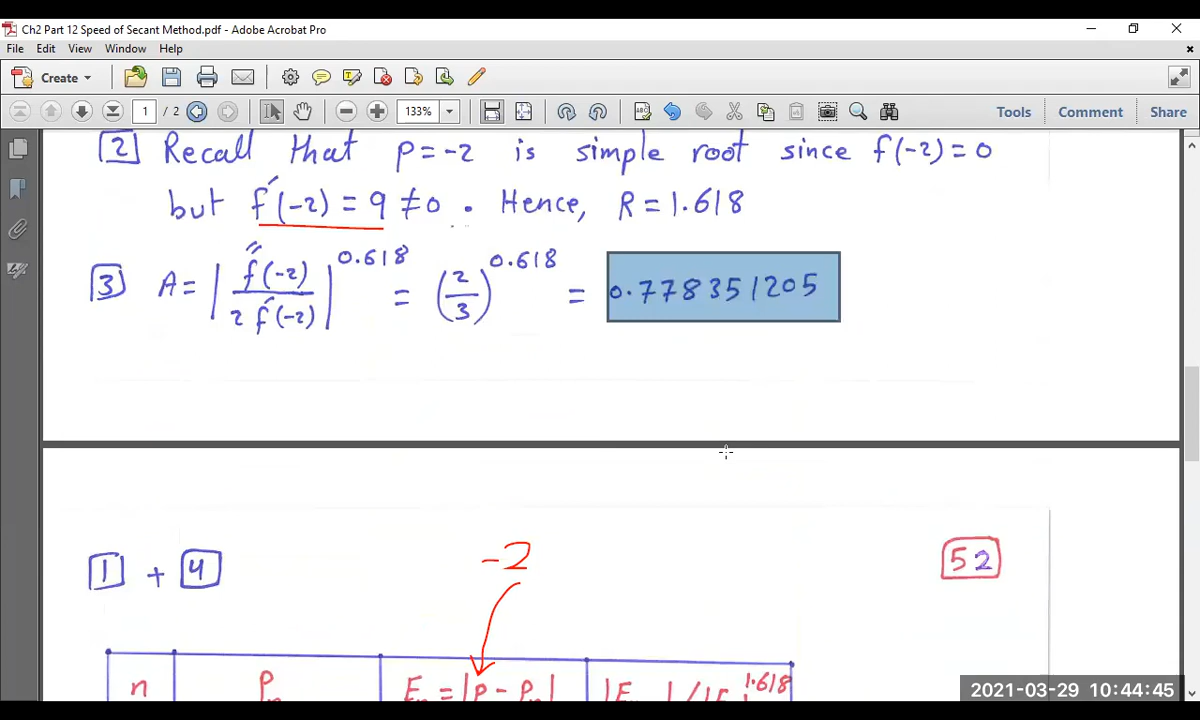 Ch2 Part 12 Speed of Secant Method.pdf - Adobe Acrobat Pro
File Edit View Window Help
Create
1 / 2 133% Tools Comment Share
[2] Recall that p = -2 is simple root since f(-2) = 0
but f′(-2) = 9 ≠ 0 . Hence, R = 1.618
[3] A = | f″(-2) / 2 f′(-2) |^0.618 = (2/3)^0.618 = 0.778351205
[1] + [4] -2 52
n Pn En = |P - Pn| 1.618
2021-03-29 10:44:45